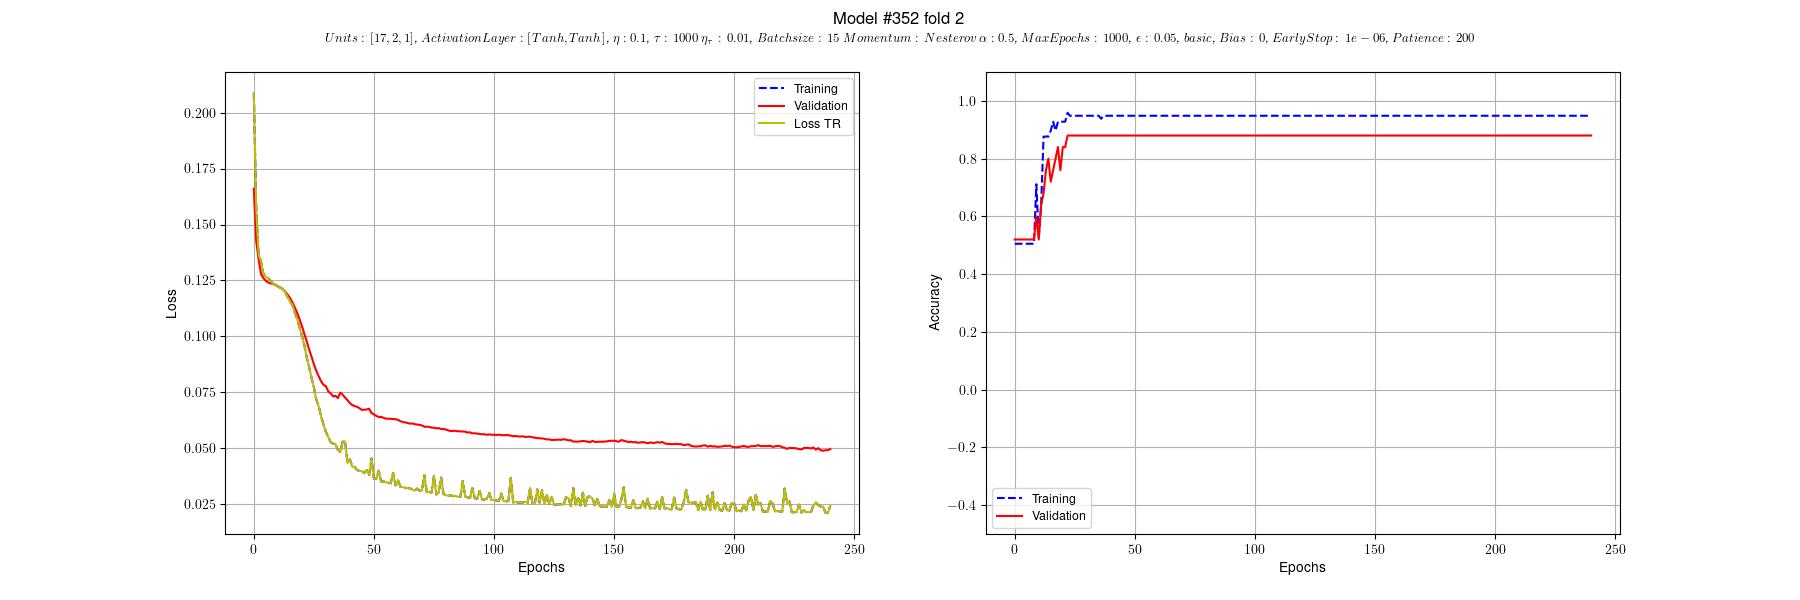 Model #352 fold 2
Units : [17, 2, 1], ActivationLayer : [Tanh, Tanh], η : 0.1, τ : 1000 η_τ : 0.01, Batchsize : 15 Momentum : Nesterov α : 0.5, MaxEpochs : 1000, ϵ : 0.05, basic, Bias : 0, EarlyStop : 1e − 06, Patience : 200
Training
Validation
Loss TR
0.200
0.175
0.150
0.125
0.100
0.075
0.050
0.025
Loss
0 50 100 150 200 250
Epochs
1.0
0.8
0.6
0.4
0.2
0.0
−0.2
−0.4
Accuracy
Training
Validation
0 50 100 150 200 250
Epochs